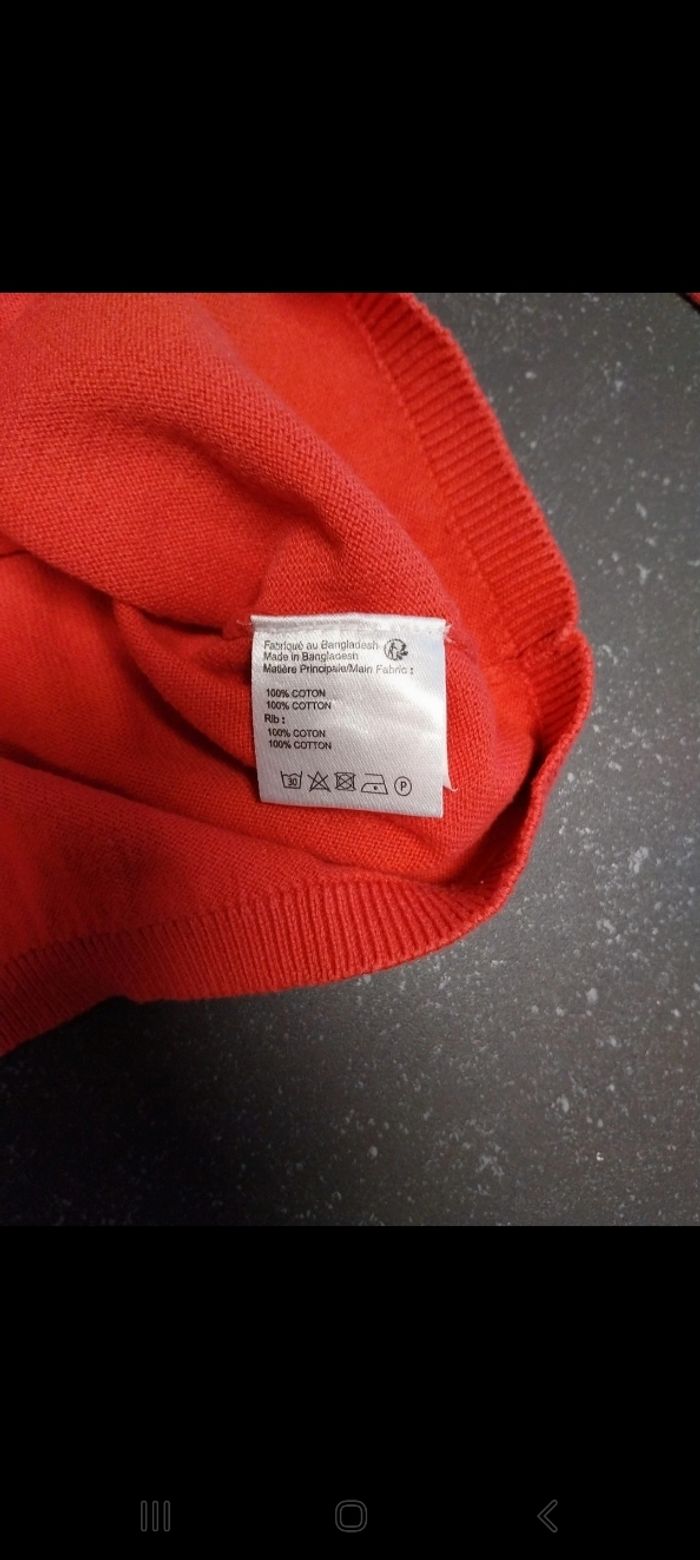 Fabriqué au Bangladesh
Made in Bangladesh
Matière Principale/Main Fabric :
100% COTON
100% COTTON
Rib :
100% COTON
100% COTTON
30
P